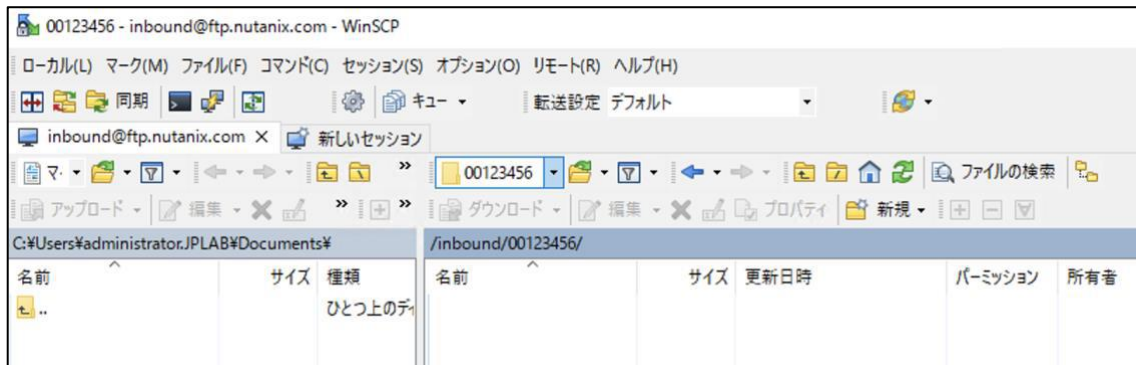 00123456 - inbound@ftp.nutanix.com - WinSCP
ローカル(L) マーク(M) ファイル(F) コマンド(C) セッション(S) オプション(O) リモート(R) ヘルプ(H)
同期 キュー 転送設定 デフォルト
inbound@ftp.nutanix.com × 新しいセッション
マ· » 00123456 ファイルの検索
アップロード 編集 » » ダウンロード 編集 プロパティ 新規
C:¥Users¥administrator.JPLAB¥Documents¥ /inbound/00123456/
名前 サイズ 種類 名前 サイズ 更新日時 パーミッション 所有者
.. ひとつ上のディ